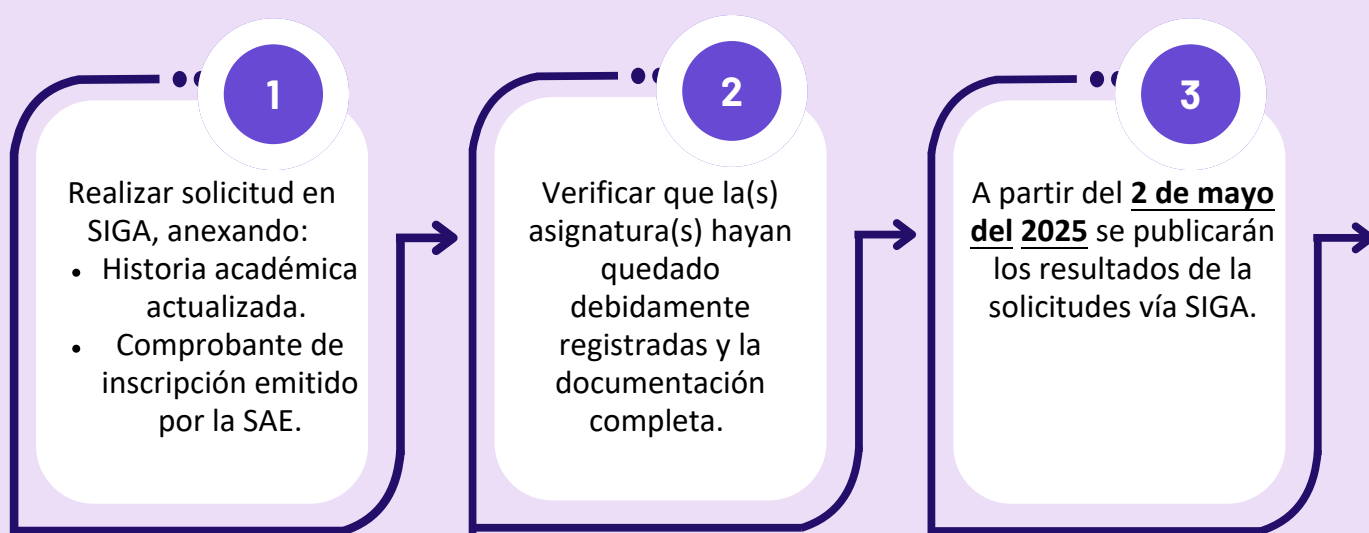 1
Realizar solicitud en
SIGA, anexando:
• Historia académica
actualizada.
• Comprobante de
inscripción emitido
por la SAE.
2
Verificar que la(s)
asignatura(s) hayan
quedado
debidamente
registradas y la
documentación
completa.
3
A partir del 2 de mayo
del 2025 se publicarán
los resultados de la
solicitudes vía SIGA.